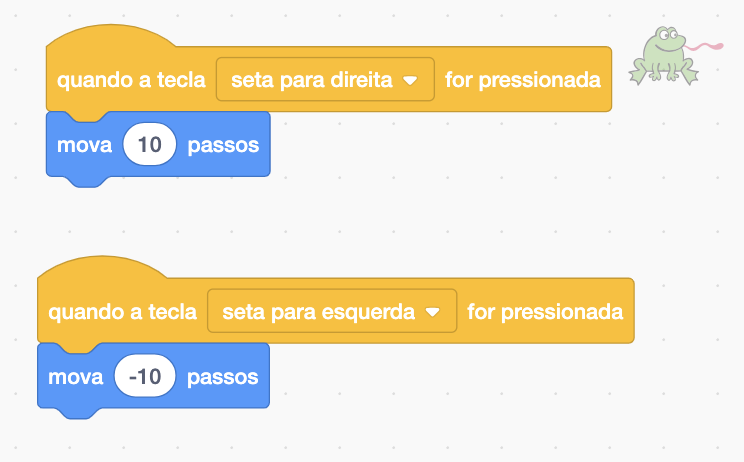 quando a tecla seta para direita for pressionada
mova 10 passos
quando a tecla seta para esquerda for pressionada
mova -10 passos